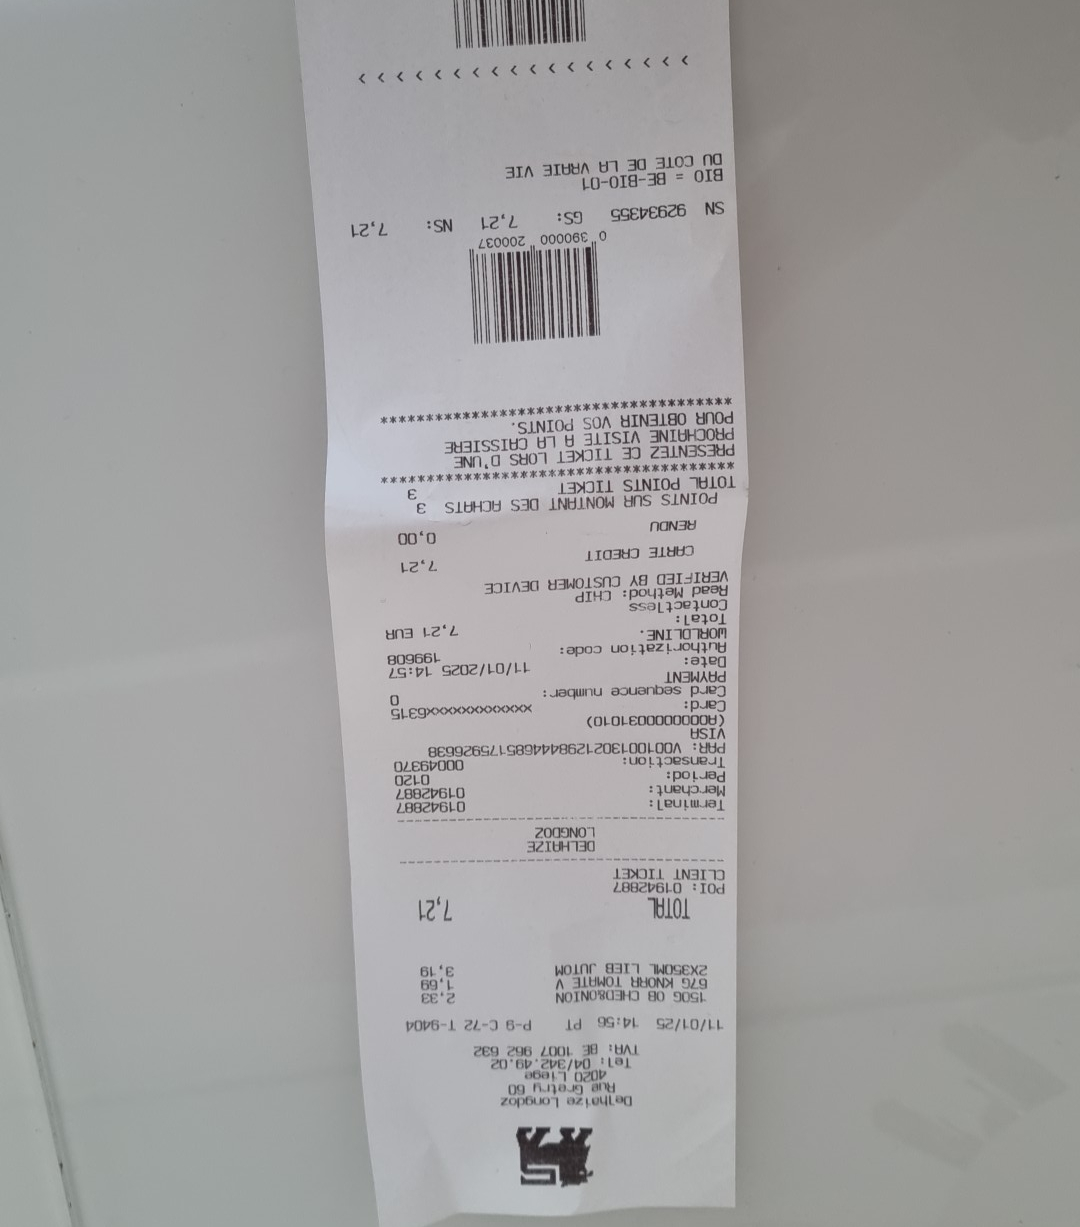 Delhaize Longdoz
Rue Gretry 60
4020 Liege
Tel: 04/342.49.02
TVA: BE 1007 962 632
11/01/25 14:56 PT P-9 C-72 T-9404
150G OB CHED&ONION 2,33
67G KNORR TOMATE V 1,69
2X350ML LIEB JUTOM 3,19
TOTAL 7,21
POI: 01942887
CLIENT TICKET
DELHAIZE
LONGDOZ
Terminal: 01942887
Merchant: 01942887
Period: 0120
Transaction: 00049370
PAR: V0010013021298444685175926638
VISA
(A0000000031010)
Card: xxxxxxxxxxxx6315
Card sequence number: 0
PAYMENT
Date: 11/01/2025 14:57
Authorization code: 199608
WORLDLINE.
Total: 7,21 EUR
Contactless
Read Method: CHIP
VERIFIED BY CUSTOMER DEVICE
CARTE CREDIT 7,21
RENDU 0,00
POINTS SUR MONTANT DES ACHATS 3
TOTAL POINTS TICKET 3
****************************************
PRESENTEZ CE TICKET LORS D'UNE
PROCHAINE VISITE A LA CAISSIERE
POUR OBTENIR VOS POINTS.
****************************************
0 390000 200037
SN 92934355 GS: 7,21 NS: 7,21
BIO = BE-BIO-01
DU COTE DE LA VRAIE VIE